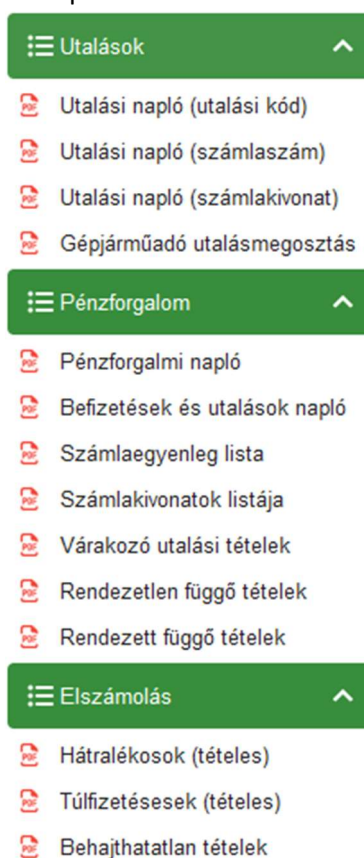 Utalások
Utalási napló (utalási kód)
Utalási napló (számlaszám)
Utalási napló (számlakivonat)
Gépjárműadó utalásmegosztás
Pénzforgalom
Pénzforgalmi napló
Befizetések és utalások napló
Számlaegyenleg lista
Számlakivonatok listája
Várakozó utalási tételek
Rendezetlen függő tételek
Rendezett függő tételek
Elszámolás
Hátralékosok (tételes)
Túlfizetésesek (tételes)
Behajthatatlan tételek